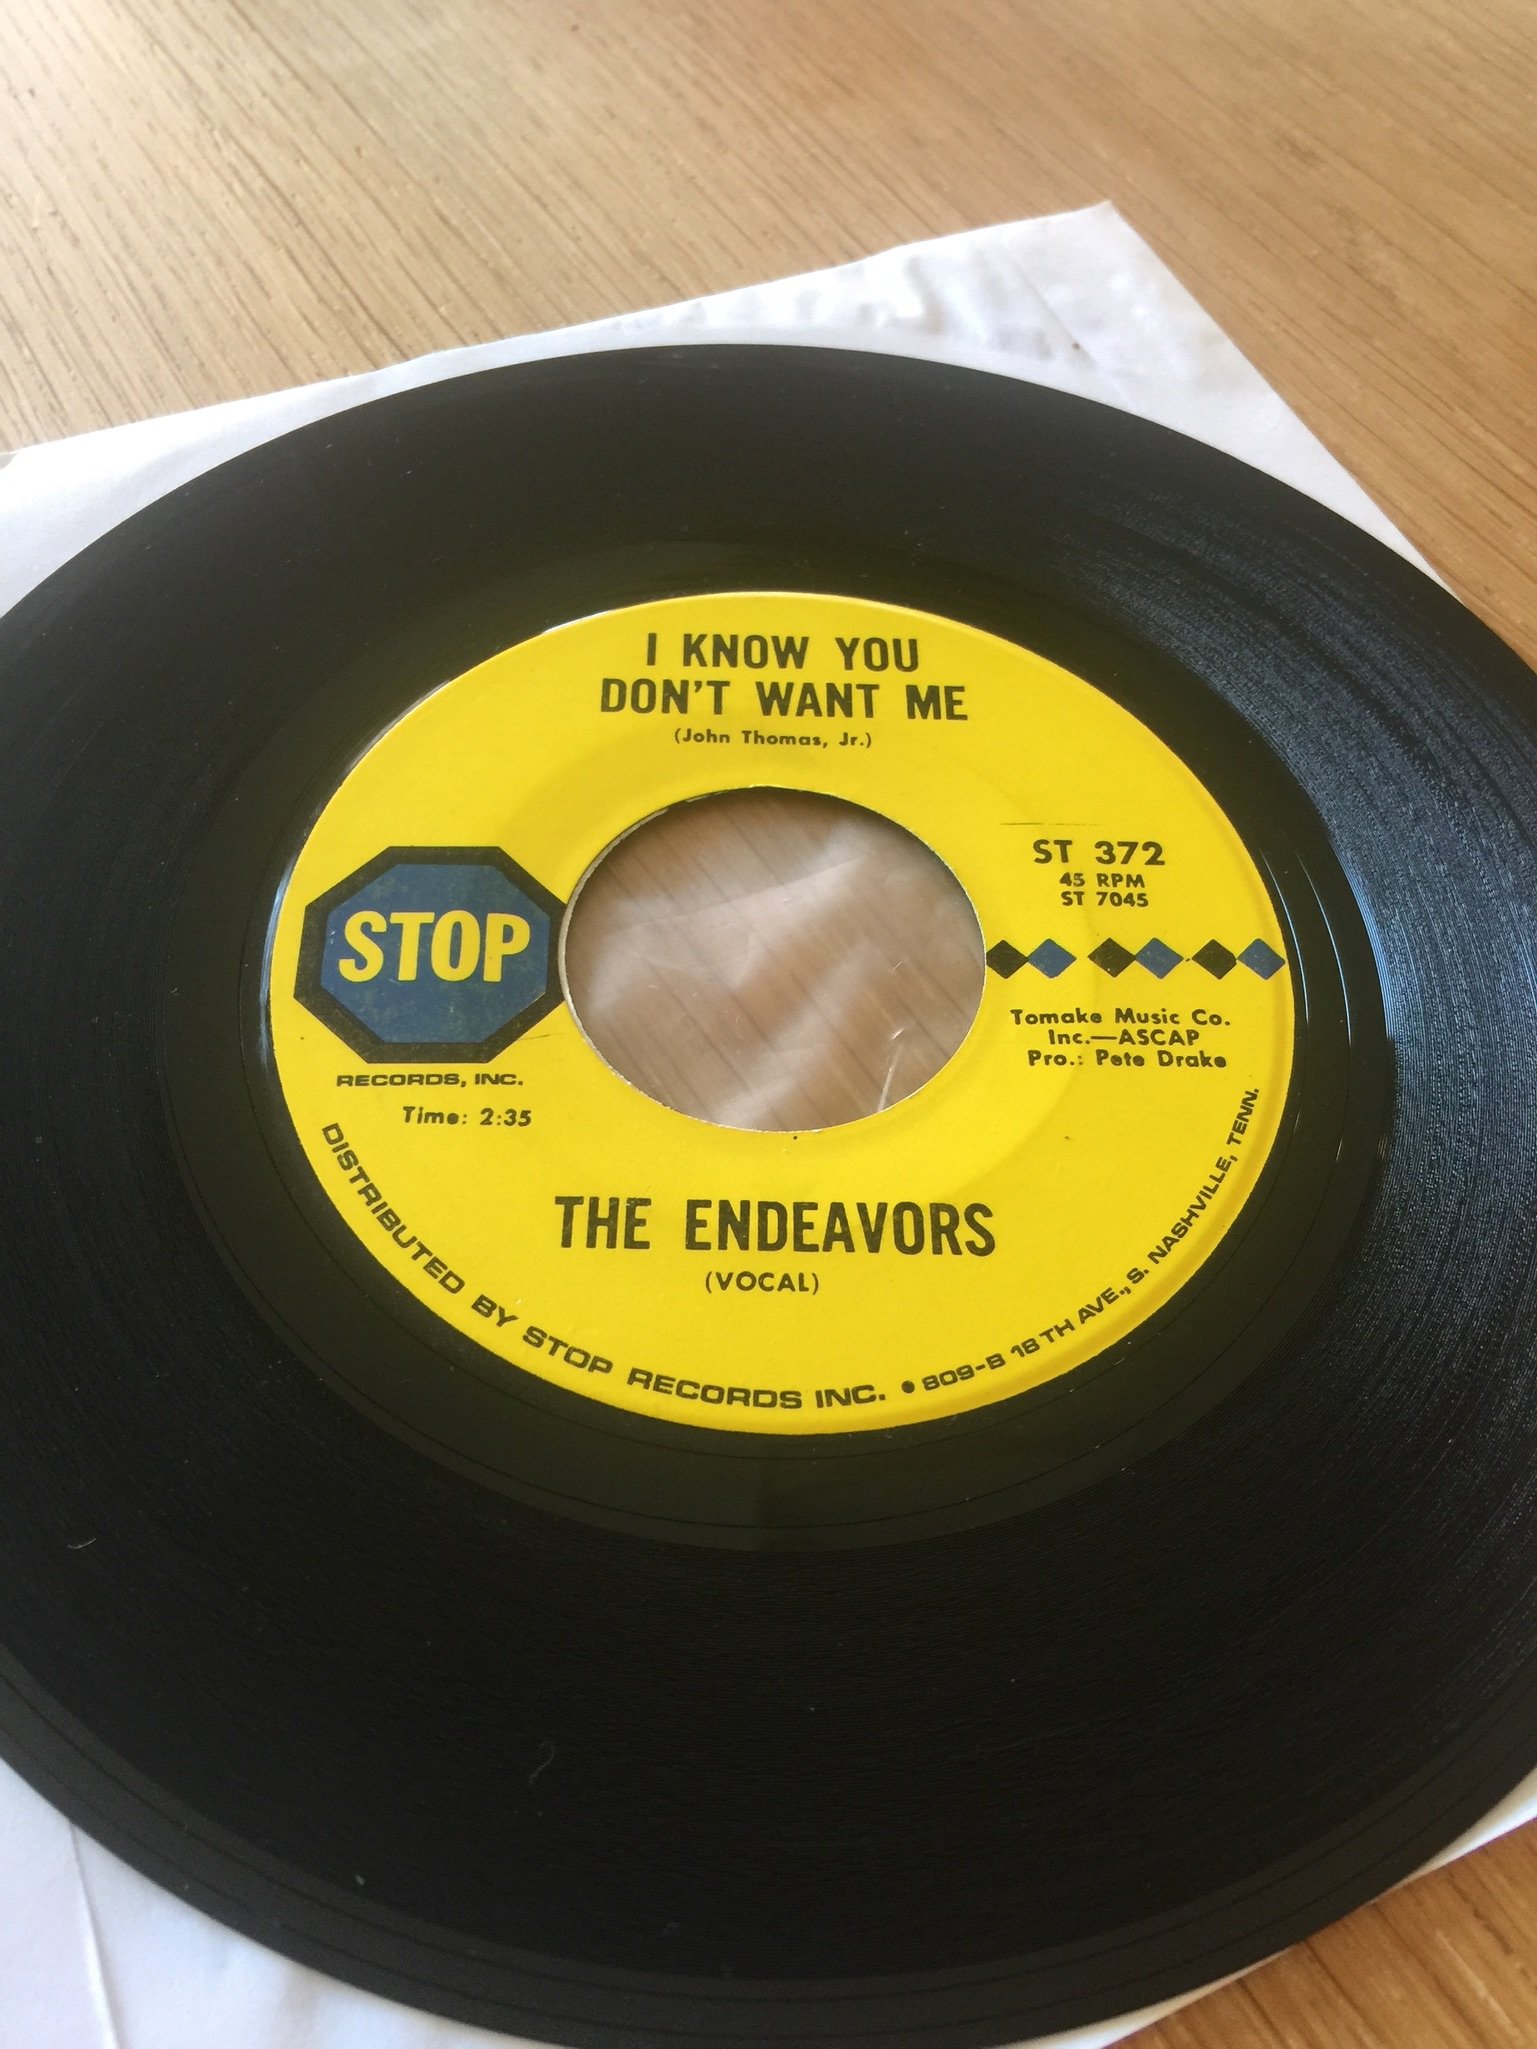 I KNOW YOU
DON'T WANT ME
(John Thomas, Jr.)
STOP
RECORDS, INC.
Time: 2:35
ST 372
45 RPM
ST 7045
Tomake Music Co.
Inc.—ASCAP
Pro.: Pete Drake
THE ENDEAVORS
(VOCAL)
DISTRIBUTED BY STOP RECORDS INC. • 809-B 18TH AVE., S. NASHVILLE, TENN.